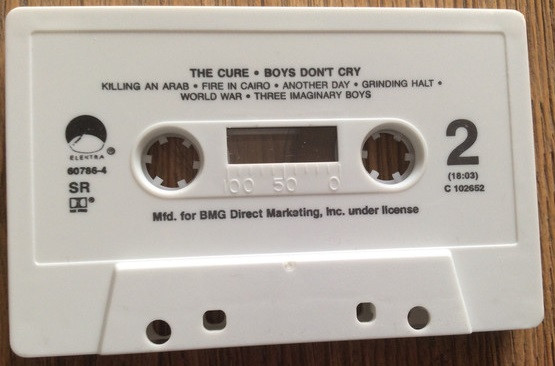 THE CURE • BOYS DON'T CRY
KILLING AN ARAB • FIRE IN CAIRO • ANOTHER DAY • GRINDING HALT •
WORLD WAR • THREE IMAGINARY BOYS
ELEKTRA ®
60786-4
SR
®
2
(18:03)
C 102652
100 50 0
Mfd. for BMG Direct Marketing, Inc. under license